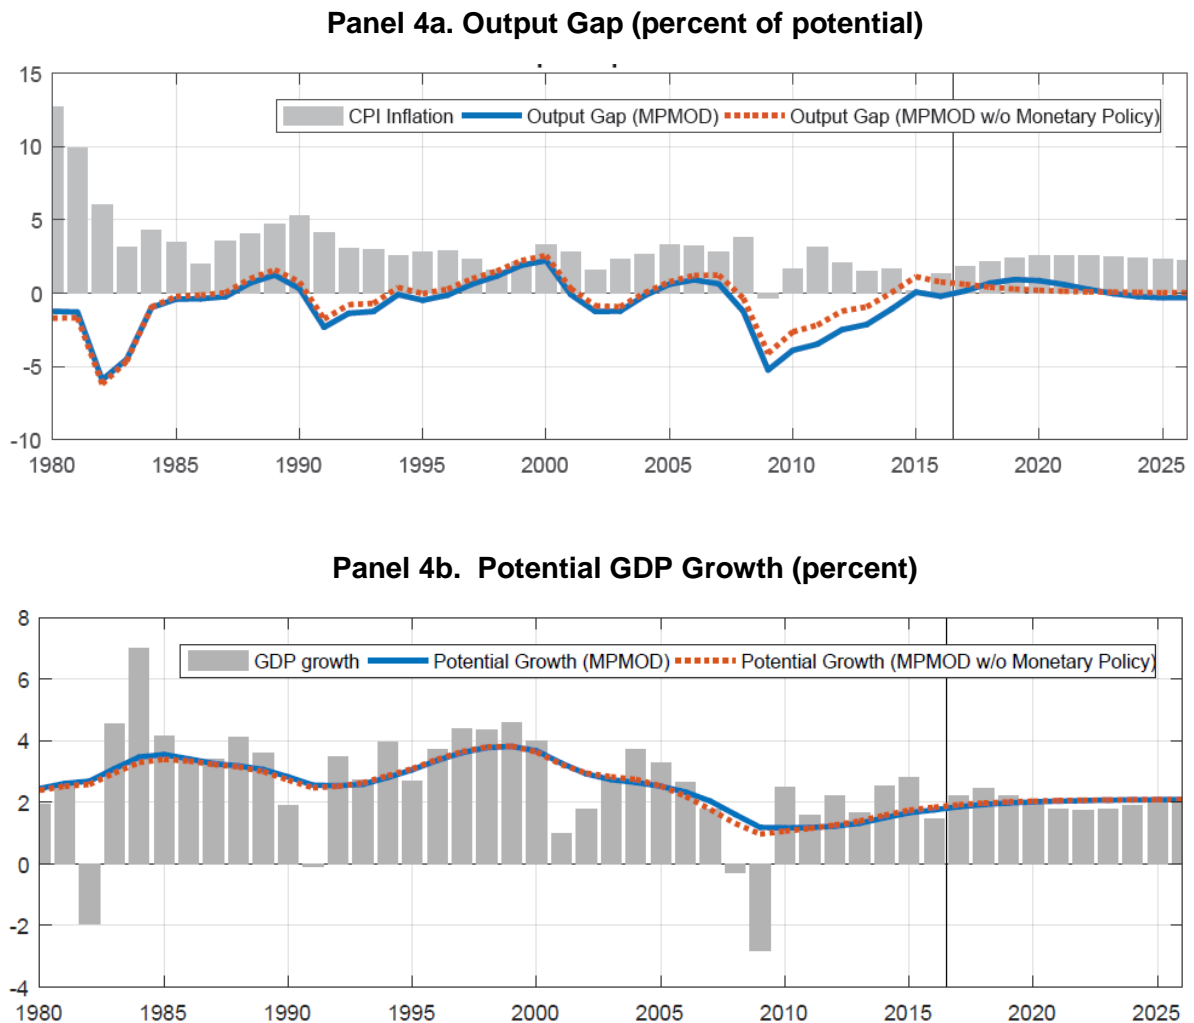 Panel 4a. Output Gap (percent of potential)
15
CPI Inflation Output Gap (MPMOD) Output Gap (MPMOD w/o Monetary Policy)
10
5
0
-5
-10
1980 1985 1990 1995 2000 2005 2010 2015 2020 2025
Panel 4b. Potential GDP Growth (percent)
8
GDP growth Potential Growth (MPMOD) Potential Growth (MPMOD w/o Monetary Policy)
6
4
2
0
-2
-4
1980 1985 1990 1995 2000 2005 2010 2015 2020 2025